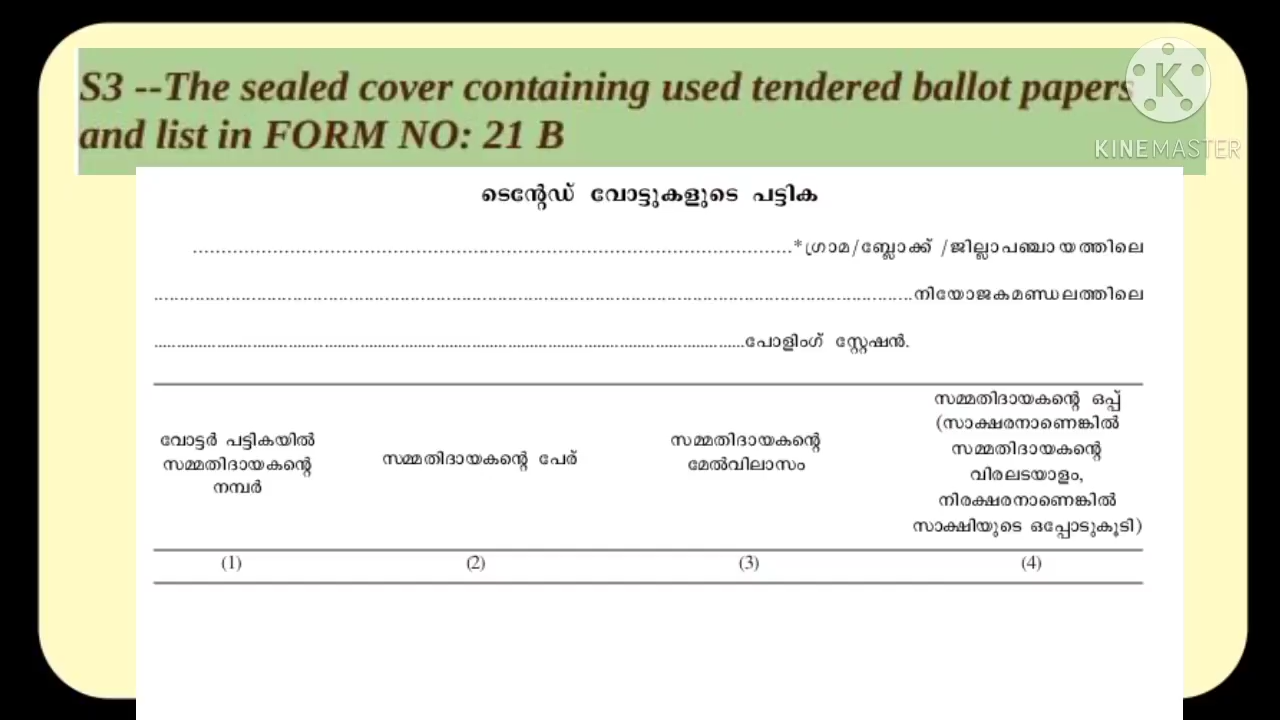 S3 --The sealed cover containing used tendered ballot papers
and list in FORM NO: 21 B
K
KINEMASTER
ടെന്റേഡ് വോട്ടുകളുടെ പട്ടിക
..............................*ഗ്രാമ/ബ്ലോക്ക് /ജില്ലാപഞ്ചായത്തിലെ
..............................നിയോജകമണ്ഡലത്തിലെ
..............................പോളിംഗ് സ്റ്റേഷൻ.
വോട്ടർ പട്ടികയിൽ
സമ്മതിദായകന്റെ
നമ്പർ
സമ്മതിദായകന്റെ പേര്
സമ്മതിദായകന്റെ
മേൽവിലാസം
സമ്മതിദായകന്റെ ഒപ്പ്
(സാക്ഷരനാണെങ്കിൽ
സമ്മതിദായകന്റെ
വിരലടയാളം,
നിരക്ഷരനാണെങ്കിൽ
സാക്ഷിയുടെ ഒപ്പോടുകൂടി)
(1) (2) (3) (4)